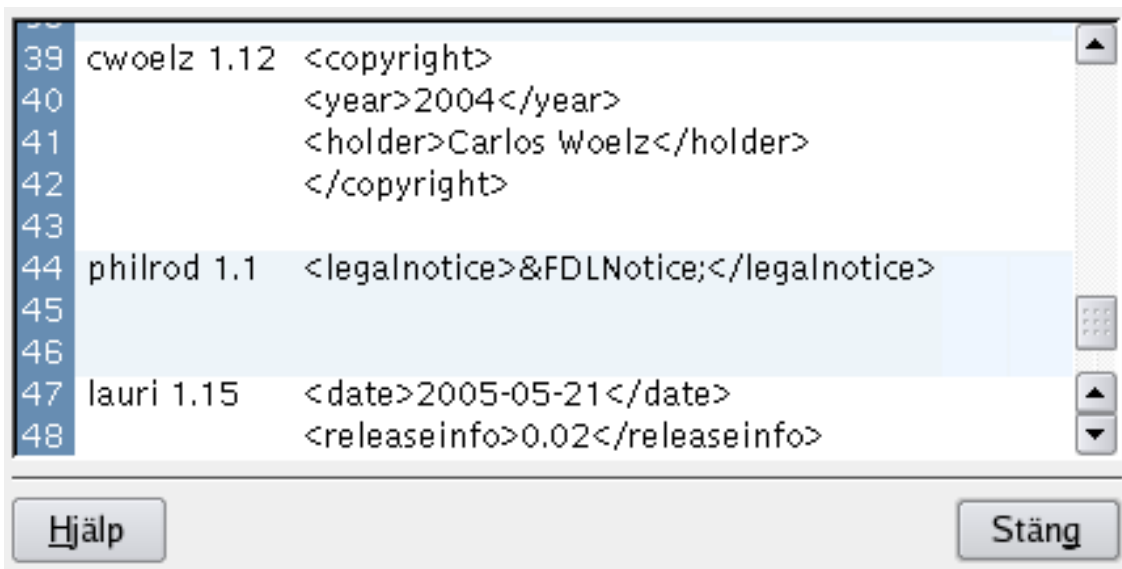 39 cwoelz 1.12 <copyright>
40 <year>2004</year>
41 <holder>Carlos Woelz</holder>
42 </copyright>
43
44 philrod 1.1 <legalnotice>&FDLNotice;</legalnotice>
45
46
47 lauri 1.15 <date>2005-05-21</date>
48 <releaseinfo>0.02</releaseinfo>
Hjälp Stäng